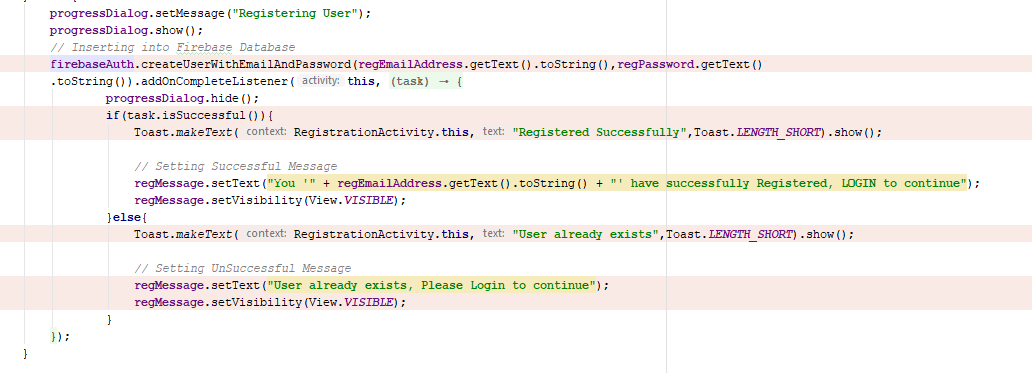 progressDialog.setMessage("Registering User");
progressDialog.show();
// Inserting into Firebase Database
firebaseAuth.createUserWithEmailAndPassword(regEmailAddress.getText().toString(),regPassword.getText()
.toString()).addOnCompleteListener( activity: this, (task) → {
progressDialog.hide();
if(task.isSuccessful()){
Toast.makeText( context: RegistrationActivity.this, text: "Registered Successfully",Toast.LENGTH_SHORT).show();
// Setting Successful Message
regMessage.setText("You '" + regEmailAddress.getText().toString() + "' have successfully Registered, LOGIN to continue");
regMessage.setVisibility(View.VISIBLE);
}else{
Toast.makeText( context: RegistrationActivity.this, text: "User already exists",Toast.LENGTH_SHORT).show();
// Setting UnSuccessful Message
regMessage.setText("User already exists, Please Login to continue");
regMessage.setVisibility(View.VISIBLE);
}
});
}